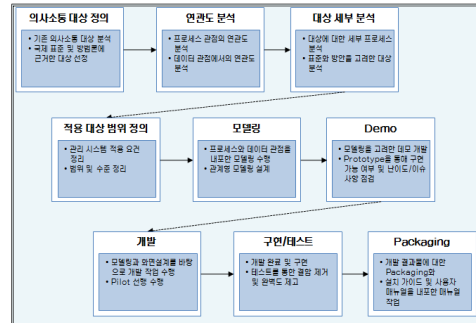 의사소통 대상 정의
• 기존 의사소통 대상 분석
• 국제 표준 및 방법론에
근거한 대상 선정
연관도 분석
• 프로세스 관점의 연관도
분석
• 데이터 관점에서의 연관도
분석
대상 세부 분석
• 대상에 대한 세부 프로세스
분석
• 표준와 방안를 고려한 대상
분석
적용 대상 범위 정의
• 관리 시스템 적용 요건
정리
• 범위 및 수준 정리
모델링
• 프로세스와 데이터 관점을
내포한 모델링 수행
• 관계형 모델링 설계
Demo
• 모델링을 고려한 데모 개발
• Prototype을 통해 구현
가능 여부 및 난이도/이슈
사항 점검
개발
• 모델링과 화면설계를 바탕
으로 개발 작업 수행
• Pilot 선행 수행
구현/테스트
• 개발 완료 및 구현
• 테스트를 통한 결함 제거
및 완벽도 제고
Packaging
• 개발 결과물에 대한
Packaging와
• 설치 가이드 및 사용자
매뉴얼을 내포한 매뉴얼
작업